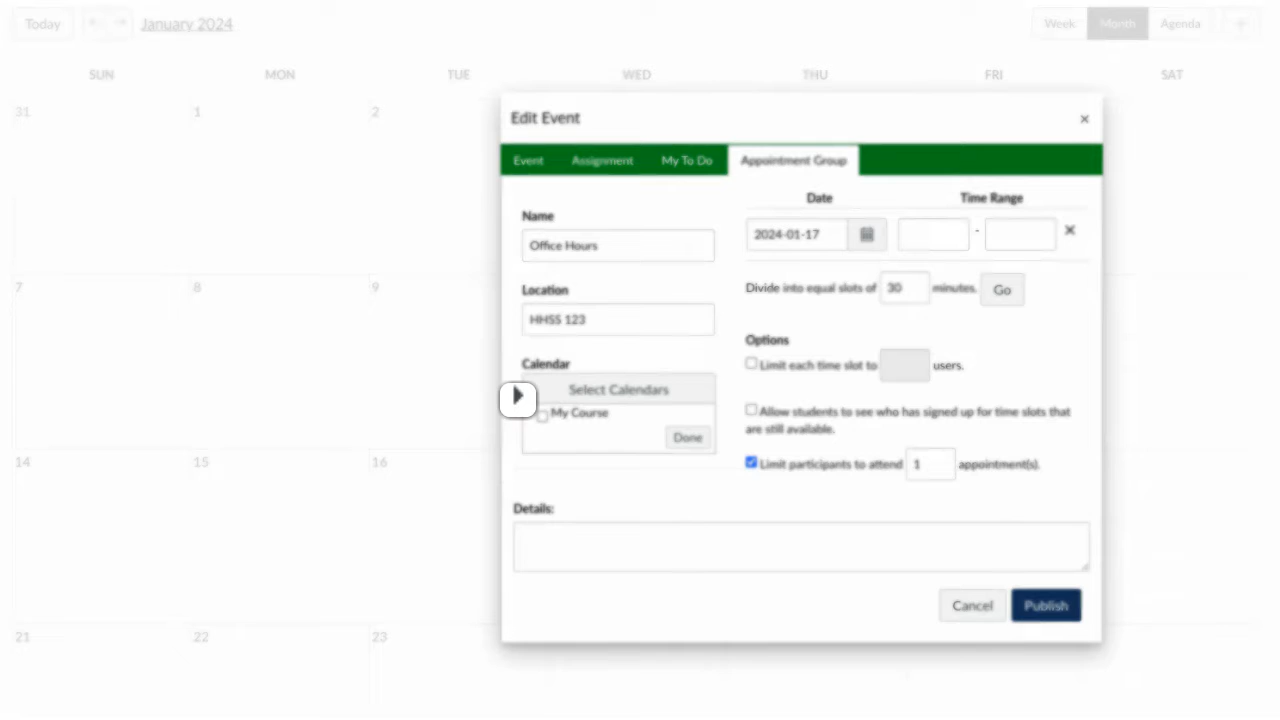 Today
January 2024
Week Month Agenda +
SUN MON TUE WED THU FRI SAT
31 1 2
7 8 9
14 15 16
21 22 23
Edit Event ×
Event Assignment My To Do Appointment Group
Name
Office Hours
Location
HHSS 123
Calendar
Select Calendars
My Course
Done
Date Time Range
2024-01-17 - ×
Divide into equal slots of 30 minutes. Go
Options
Limit each time slot to users.
Allow students to see who has signed up for time slots that
are still available.
Limit participants to attend 1 appointment(s).
Details:
Cancel Publish